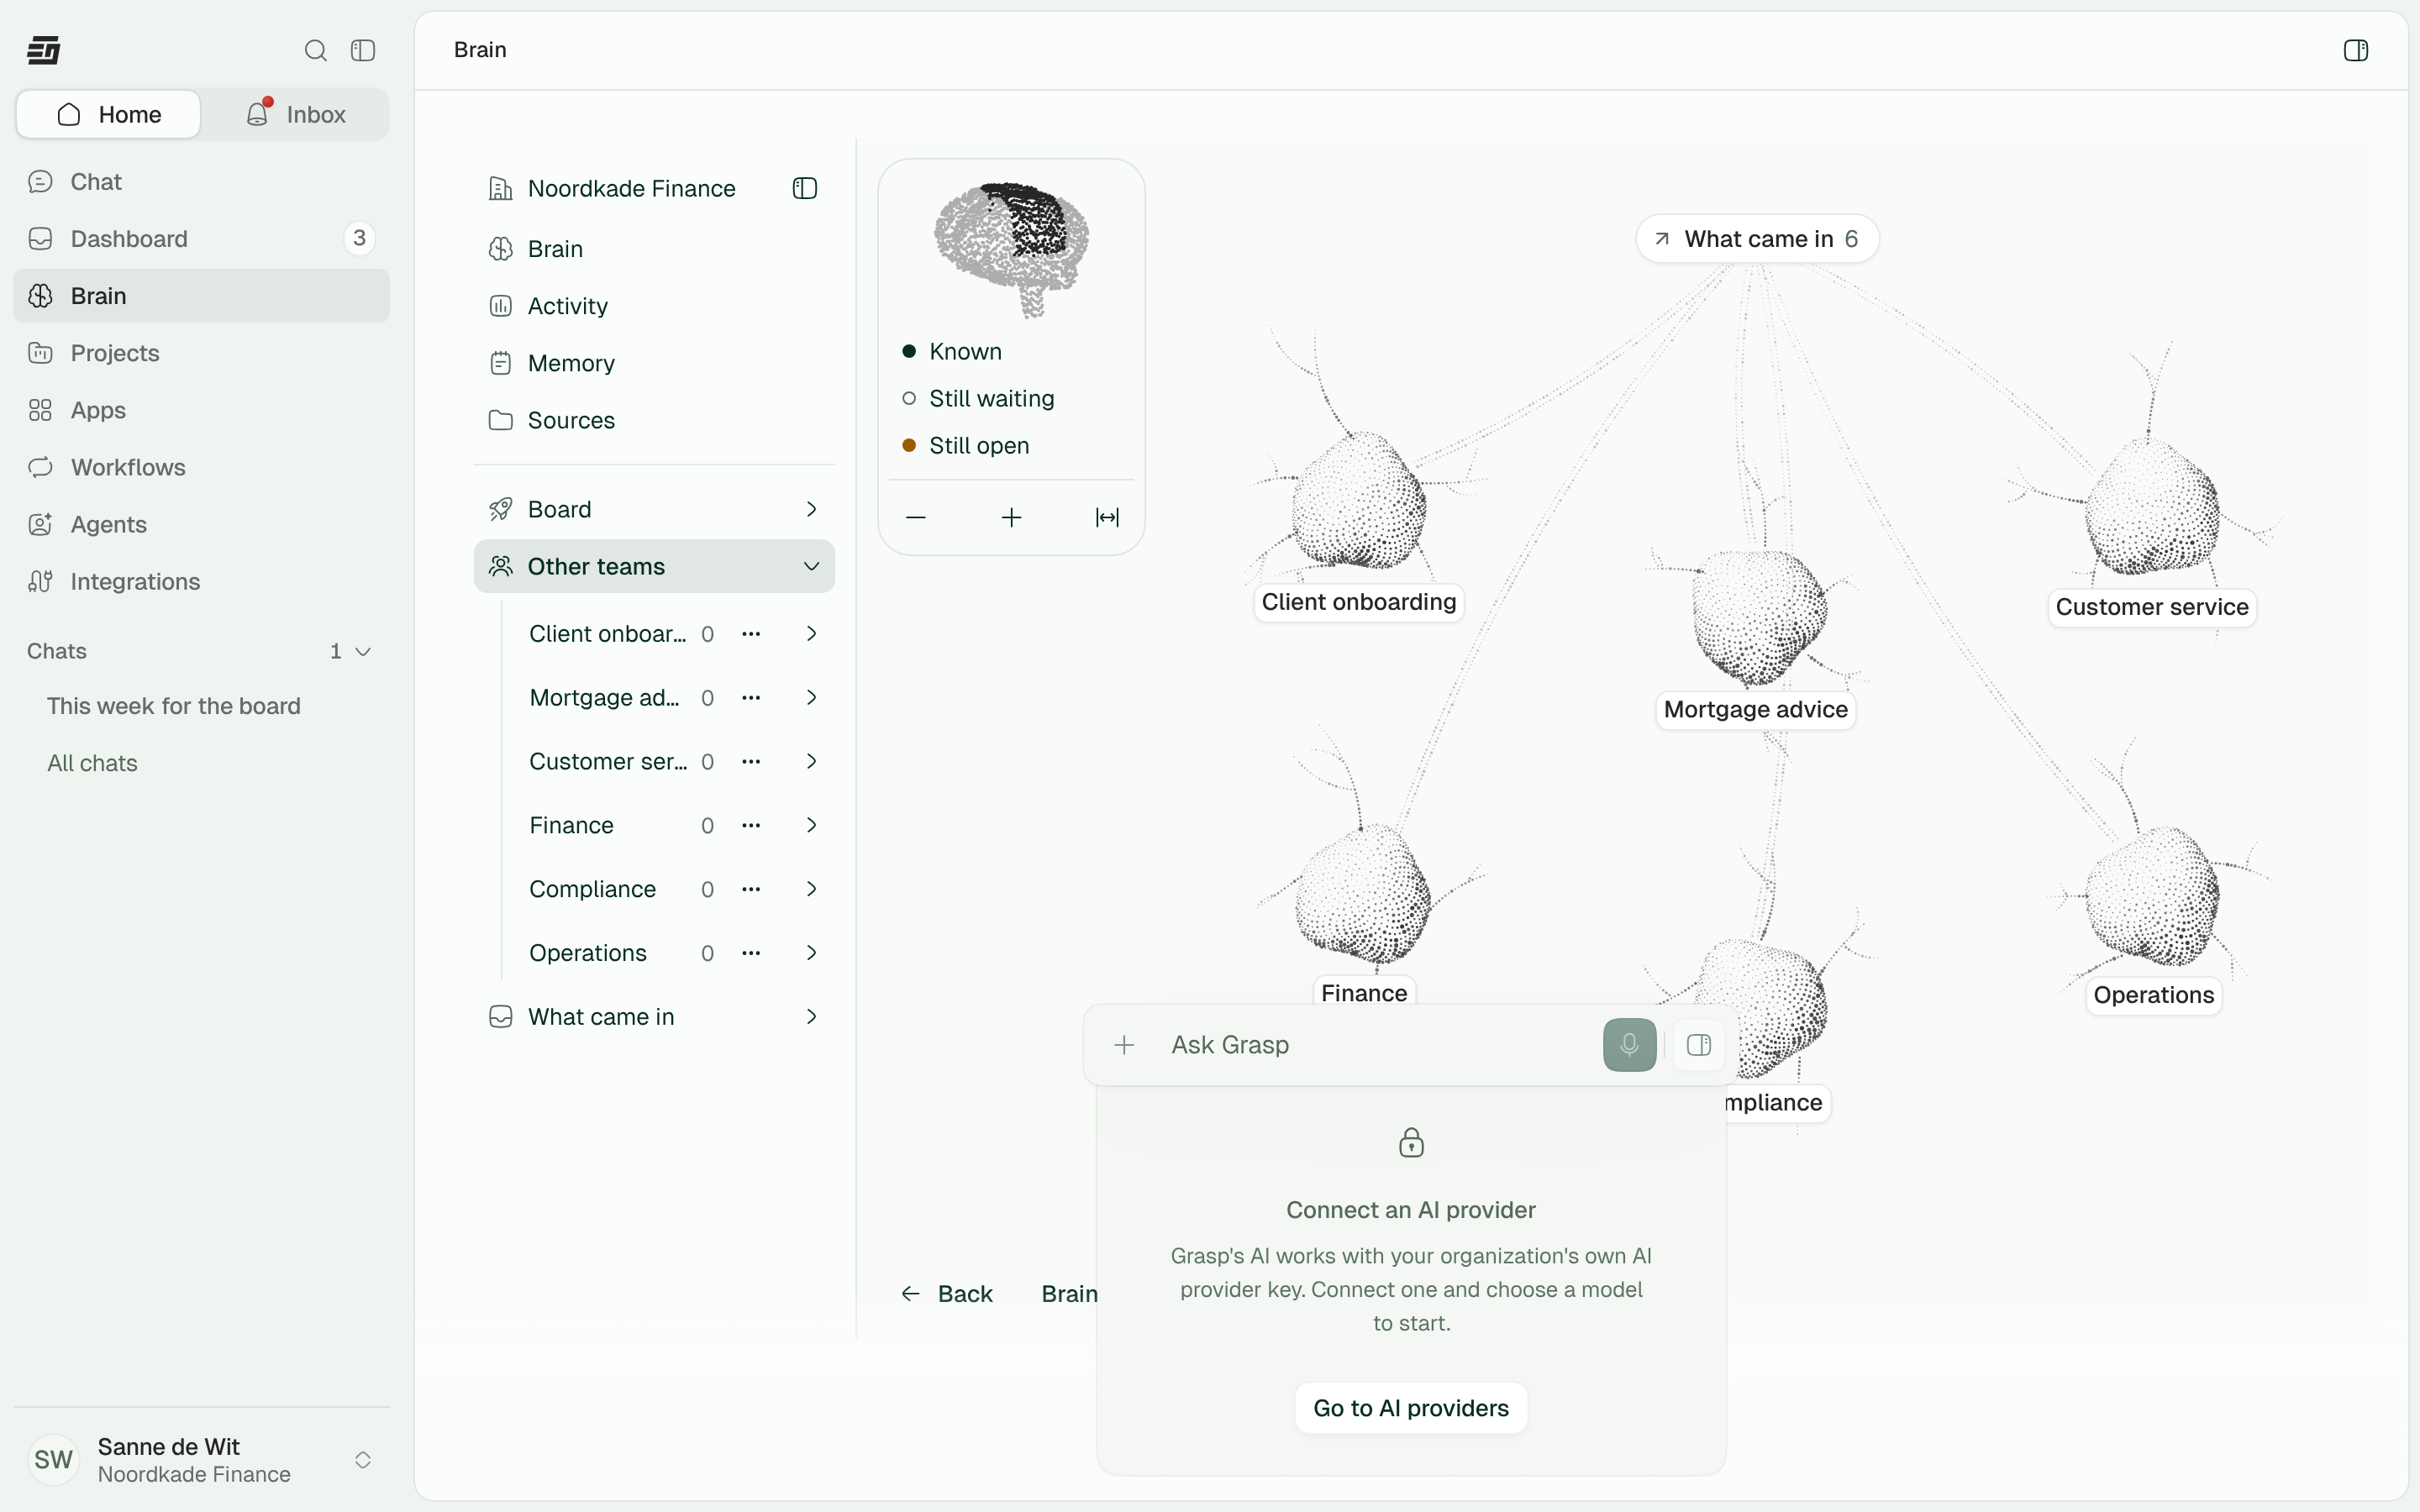 Home
Inbox
Chat
Dashboard 3
Brain
Projects
Apps
Workflows
Agents
Integrations
Chats 1
This week for the board
All chats
SW
Sanne de Wit
Noordkade Finance
Brain
Noordkade Finance
Brain
Activity
Memory
Sources
Board
Other teams
Client onboar... 0
Mortgage ad... 0
Customer ser... 0
Finance 0
Compliance 0
Operations 0
What came in
Known
Still waiting
Still open
What came in 6
Client onboarding
Mortgage advice
Customer service
Finance
mpliance
Operations
Ask Grasp
Connect an AI provider
Grasp's AI works with your organization's own AI
provider key. Connect one and choose a model
to start.
Go to AI providers
Back
Brain